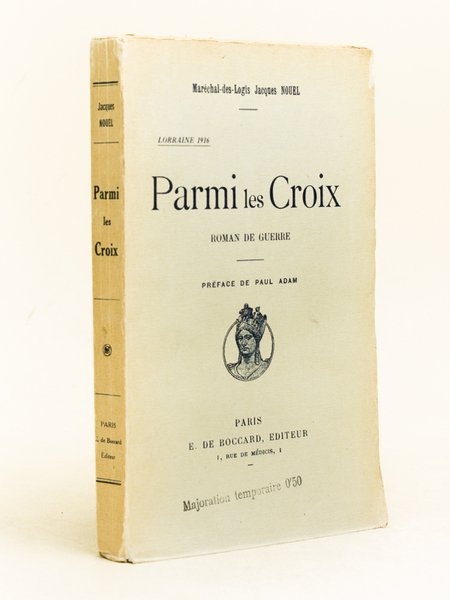 Jacques
NOUEL
Parmi
les
Croix
PARIS
E. de Boccard
Éditeur
Maréchal-des-Logis Jacques NOUEL
LORRAINE 1916
Parmi les Croix
ROMAN DE GUERRE
PRÉFACE DE PAUL ADAM
PARIS
E. DE BOCCARD, EDITEUR
1, RUE DE MÉDICIS, 1
Majoration temporaire 0'50